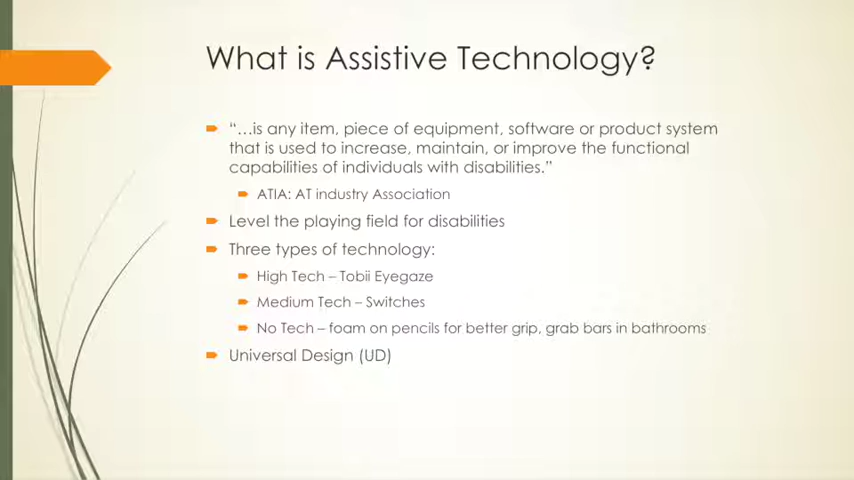 What is Assistive Technology?
“…is any item, piece of equipment, software or product system
that is used to increase, maintain, or improve the functional
capabilities of individuals with disabilities.”
ATIA: AT industry Association
Level the playing field for disabilities
Three types of technology:
High Tech – Tobii Eyegaze
Medium Tech – Switches
No Tech – foam on pencils for better grip, grab bars in bathrooms
Universal Design (UD)